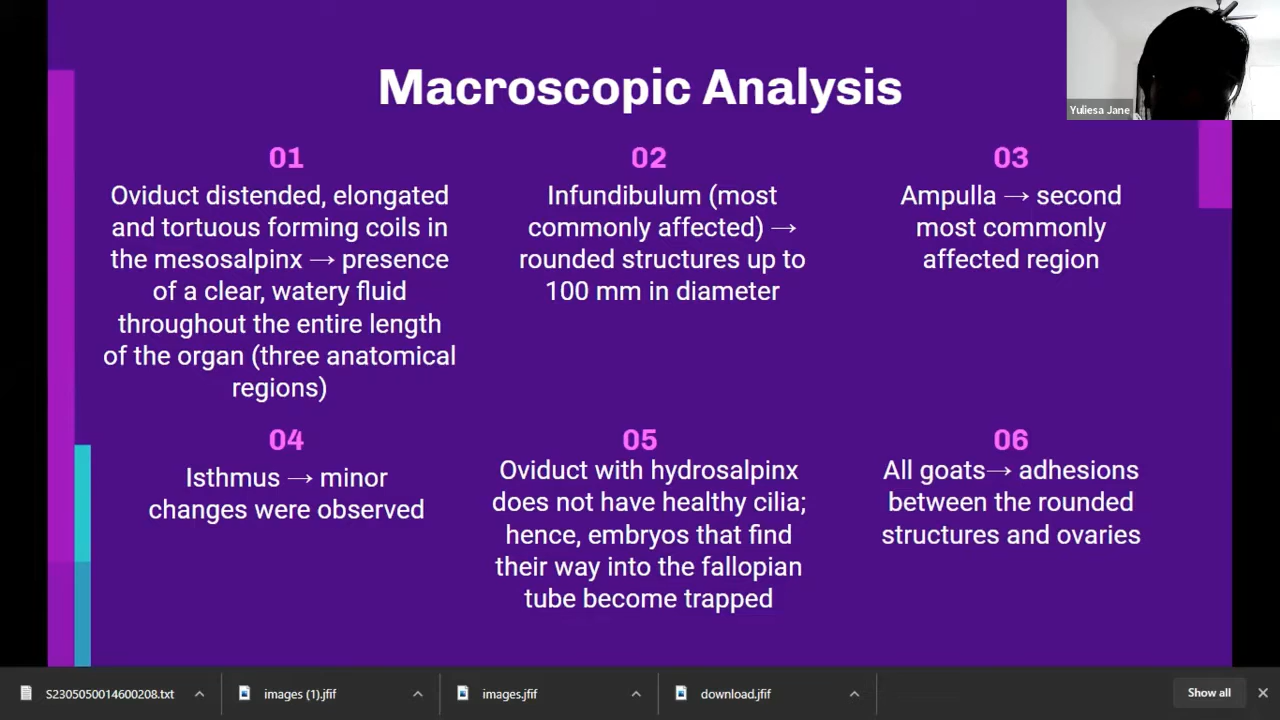 Macroscopic Analysis
Yuliesa Jane
01
Oviduct distended, elongated
and tortuous forming coils in
the mesosalpinx → presence
of a clear, watery fluid
throughout the entire length
of the organ (three anatomical
regions)
02
Infundibulum (most
commonly affected) →
rounded structures up to
100 mm in diameter
03
Ampulla → second
most commonly
affected region
04
Isthmus → minor
changes were observed
05
Oviduct with hydrosalpinx
does not have healthy cilia;
hence, embryos that find
their way into the fallopian
tube become trapped
06
All goats→ adhesions
between the rounded
structures and ovaries
S2305050014600208.txt
images (1).jfif
images.jfif
download.jfif
Show all